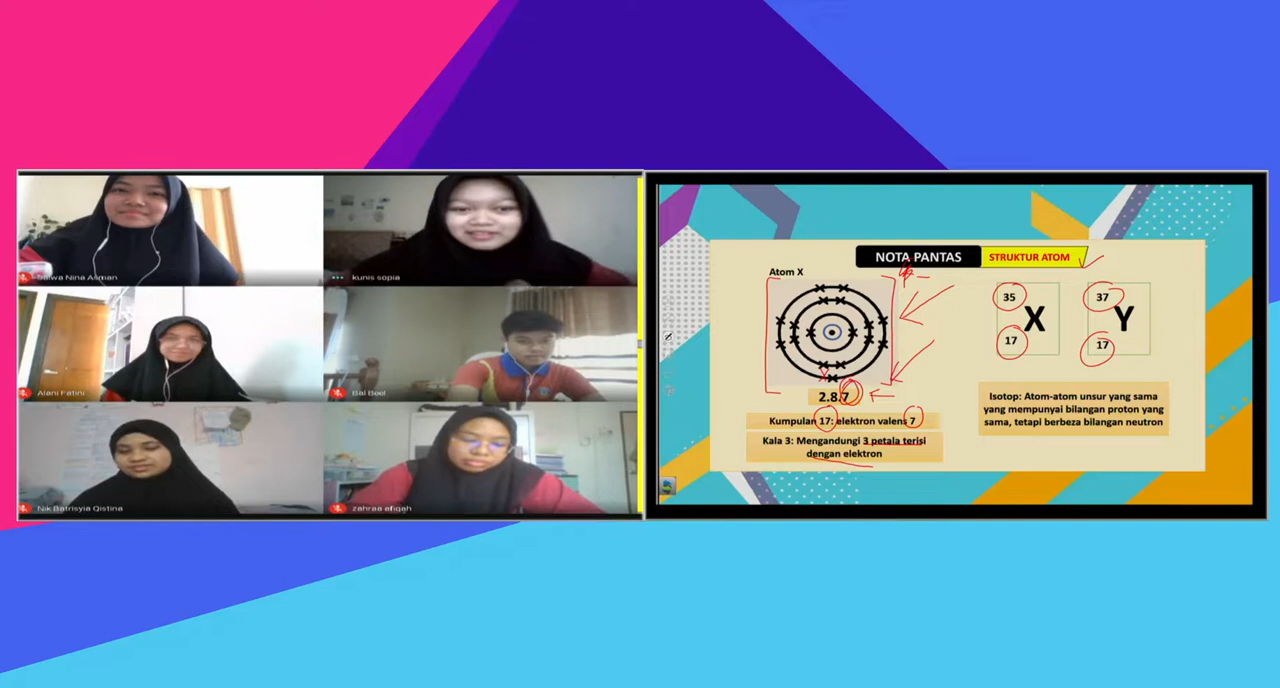 Salwa Nina Asman
kunis sopia
Alani Fatini
Bal Beel
Nik Batrisyia Qistina
zahraa afiqah
NOTA PANTAS
STRUKTUR ATOM
Atom X
2.8.7
Kumpulan 17: elektron valens 7
Kala 3: Mengandungi 3 petala terisi
dengan elektron
35
17
X
37
17
Y
Isotop: Atom-atom unsur yang sama
yang mempunyai bilangan proton yang
sama, tetapi berbeza bilangan neutron